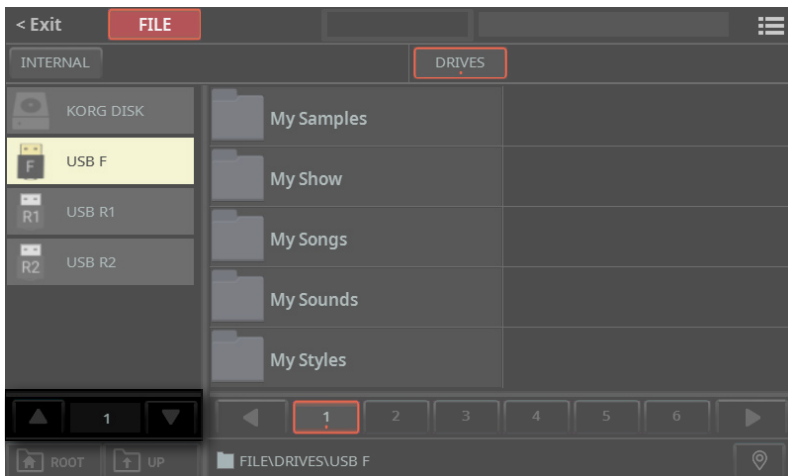 < Exit FILE
INTERNAL DRIVES
KORG DISK
F USB F
R1 USB R1
R2 USB R2
My Samples
My Show
My Songs
My Sounds
My Styles
1
1 2 3 4 5 6
ROOT UP FILE\DRIVES\USB F